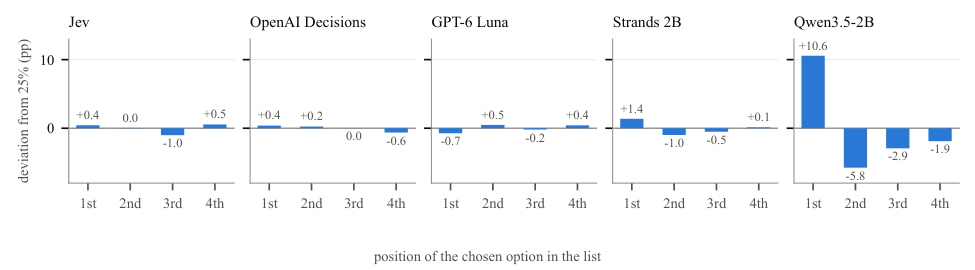 Jev
OpenAI Decisions
GPT-6 Luna
Strands 2B
Qwen3.5-2B
deviation from 25% (pp)
10
0
+0.4
0.0
-1.0
+0.5
1st 2nd 3rd 4th
+0.4
+0.2
0.0
-0.6
1st 2nd 3rd 4th
-0.7
+0.5
-0.2
+0.4
1st 2nd 3rd 4th
+1.4
-1.0
-0.5
+0.1
1st 2nd 3rd 4th
+10.6
-5.8
-2.9
-1.9
1st 2nd 3rd 4th
position of the chosen option in the list